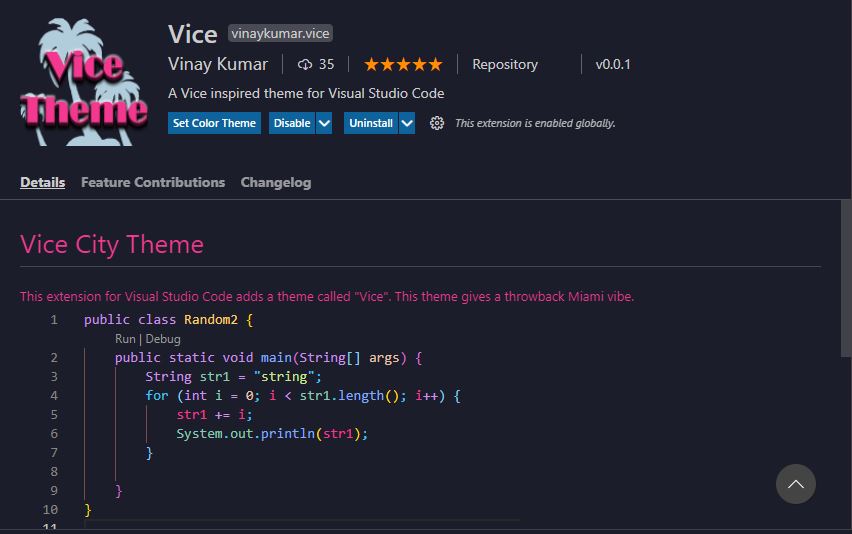 Vice
Theme
Vice vinaykumar.vice
Vinay Kumar 35 Repository v0.0.1
A Vice inspired theme for Visual Studio Code
Set Color Theme Disable Uninstall This extension is enabled globally.
Details Feature Contributions Changelog
Vice City Theme
This extension for Visual Studio Code adds a theme called "Vice". This theme gives a throwback Miami vibe.
1 public class Random2 {
Run | Debug
2 public static void main(String[] args) {
3 String str1 = "string";
4 for (int i = 0; i < str1.length(); i++) {
5 str1 += i;
6 System.out.println(str1);
7 }
8
9 }
10 }
11